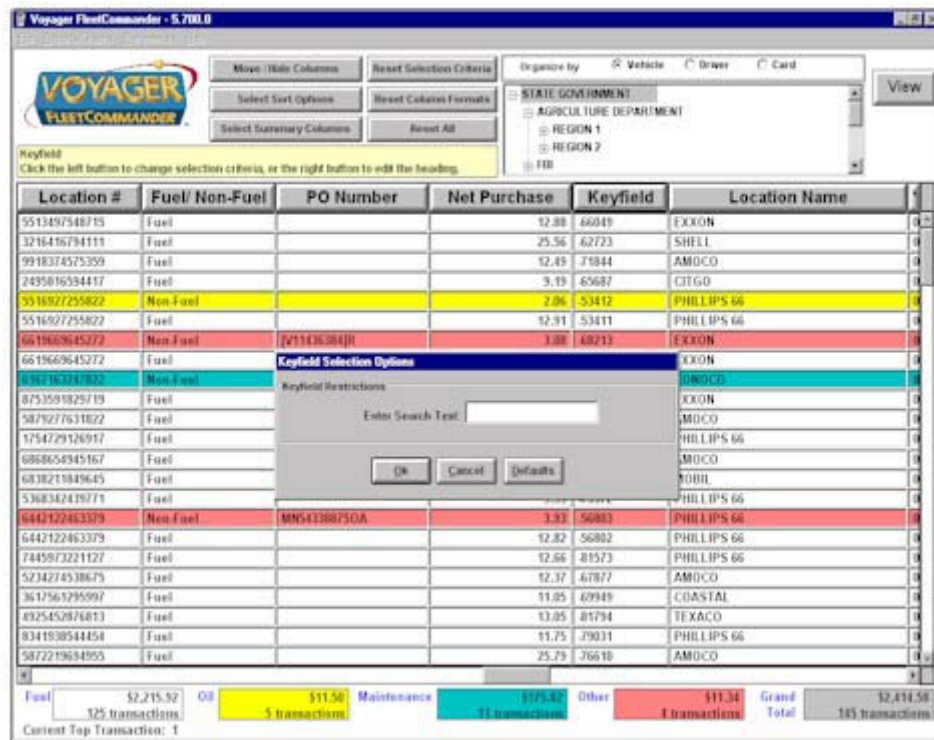 Voyager FleetCommander - 5.700.0
VOYAGER
FLEETCOMMANDER
Move / Hide Columns
Reset Selection Criteria
Select Sort Options
Reset Column Formats
Select Summary Columns
Reset All
Organize by Vehicle Driver Card
View
STATE GOVERNMENT
AGRICULTURE DEPARTMENT
REGION 1
REGION 2
Keyfield
Click the left button to change selection criteria, or the right button to edit the heading.
Location # Fuel/ Non-Fuel PO Number Net Purchase Keyfield Location Name
5513497548715 Fuel 12.88 -66049 EXXON
3216416794111 Fuel 25.56 -62723 SHELL
9918374575359 Fuel 12.49 -71844 AMOCO
2495816594417 Fuel 9.19 -65687 CITGO
5516927255822 Non-Fuel 2.06 -53412 PHILLIPS 66
5516927255822 Fuel 12.91 -53411 PHILLIPS 66
6619669645272 Non-Fuel 3.88 -68213 EXXON
6619669645272 Fuel
Keyfield Selection Options
Non-Fuel
Keyfield Restrictions
8753591829719 Fuel
Enter Search Text
5879277631822 Fuel
1754729126917 Fuel
6868654945167 Fuel
Ok Cancel Defaults
6838211849645 Fuel
5368342439771 Fuel PHILLIPS 66
6442122463379 Non-Fuel 3.93 -56803 PHILLIPS 66
6442122463379 Fuel 12.82 -56802 PHILLIPS 66
7445973221127 Fuel 12.66 -81573 PHILLIPS 66
5234274538675 Fuel 12.37 -67877 AMOCO
3617561295997 Fuel 11.05 -69949 COASTAL
4925452876813 Fuel 13.05 -81794 TEXACO
8341938544454 Fuel 11.75 -79031 PHILLIPS 66
5872219694955 Fuel 25.79 -76610 AMOCO
Fuel $2,215.92 Oil $11.50 Maintenance $175.82 Other $11.34 Grand Total $2,414.58
125 transactions 5 transactions 11 transactions 4 transactions 145 transactions
Current Top Transaction: 1